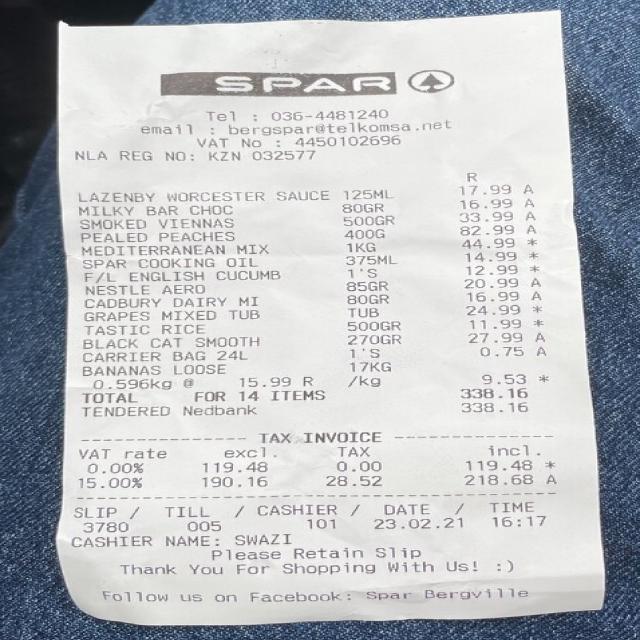 SPAR
Tel : 036-4481240
email : bergspar@telkomsa.net
VAT No : 4450102696
NLA REG NO: KZN 032577
R
LAZENBY WORCESTER SAUCE 125ML 17.99 A
MILKY BAR CHOC 80GR 16.99 A
SMOKED VIENNAS 500GR 33.99 A
PEALED PEACHES 400G 82.99 A
MEDITERRANEAN MIX 1KG 44.99 *
SPAR COOKING OIL 375ML 14.99 *
F/L ENGLISH CUCUMB 1'S 12.99 *
NESTLE AERO 85GR 20.99 A
CADBURY DAIRY MI 80GR 16.99 A
GRAPES MIXED TUB TUB 24.99 *
TASTIC RICE 500GR 11.99 *
BLACK CAT SMOOTH 270GR 27.99 A
CARRIER BAG 24L 1'S 0.75 A
BANANAS LOOSE 17KG
0.596kg @ 15.99 R /kg 9.53 *
TOTAL FOR 14 ITEMS 338.16
TENDERED Nedbank 338.16
--------------- TAX INVOICE ---------------
VAT rate excl. TAX incl.
0.00% 119.48 0.00 119.48 *
15.00% 190.16 28.52 218.68 A
SLIP / TILL / CASHIER / DATE / TIME
3780 005 101 23.02.21 16:17
CASHIER NAME: SWAZI
Please Retain Slip
Thank You For Shopping With Us! :)
Follow us on Facebook: Spar Bergville